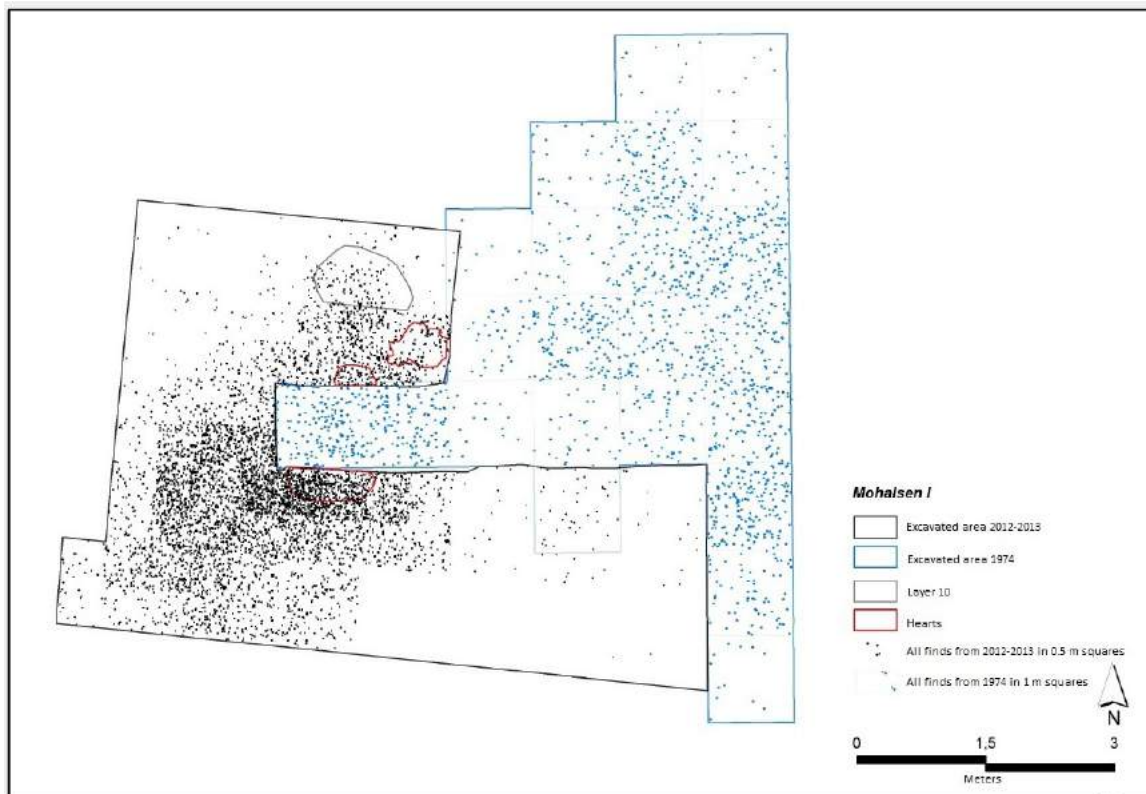 Mohalsen I
Excavated area 2012-2013
Excavated area 1974
Layer 10
Hearts
All finds from 2012-2013 in 0.5 m squares
All finds from 1974 in 1 m squares
N
0 1,5 3
Meters